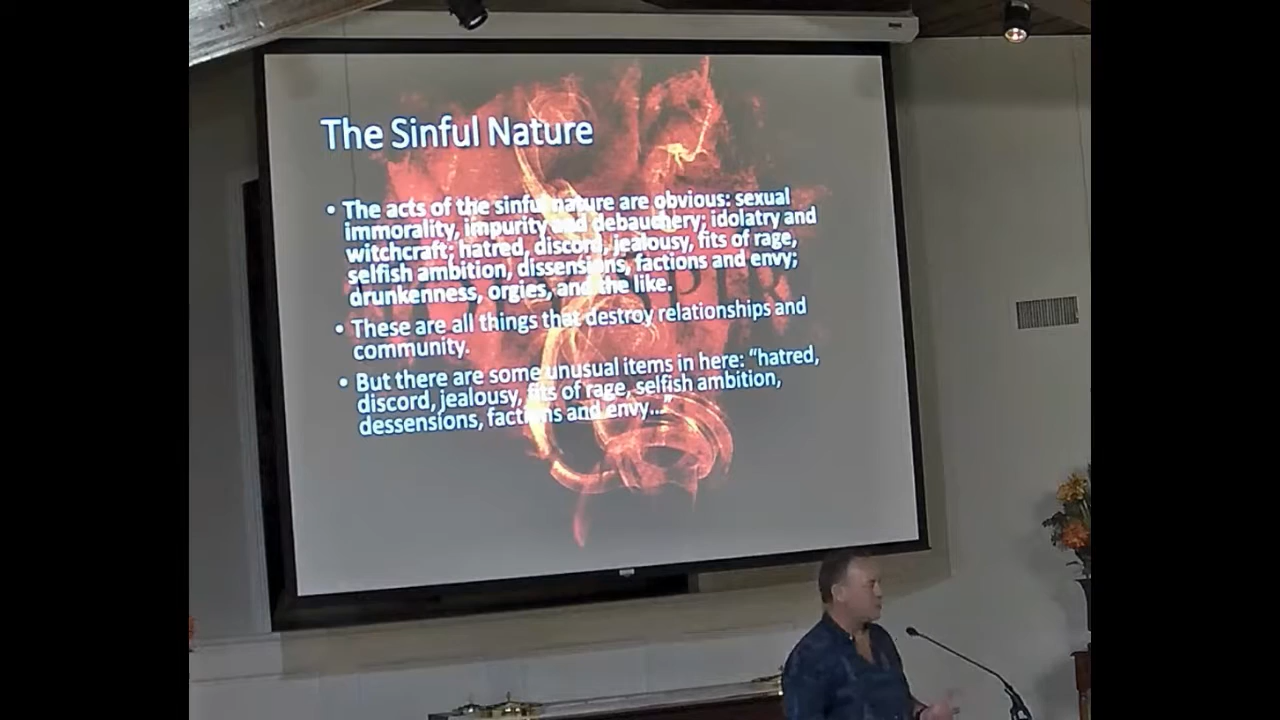 The Sinful Nature
• The acts of the sinful nature are obvious: sexual
immorality, impurity and debauchery; idolatry and
witchcraft; hatred, discord, jealousy, fits of rage,
selfish ambition, dissensions, factions and envy;
drunkenness, orgies, and the like.
• These are all things that destroy relationships and
community.
• But there are some unusual items in here: “hatred,
discord, jealousy, fits of rage, selfish ambition,
dessensions, factions and envy...”